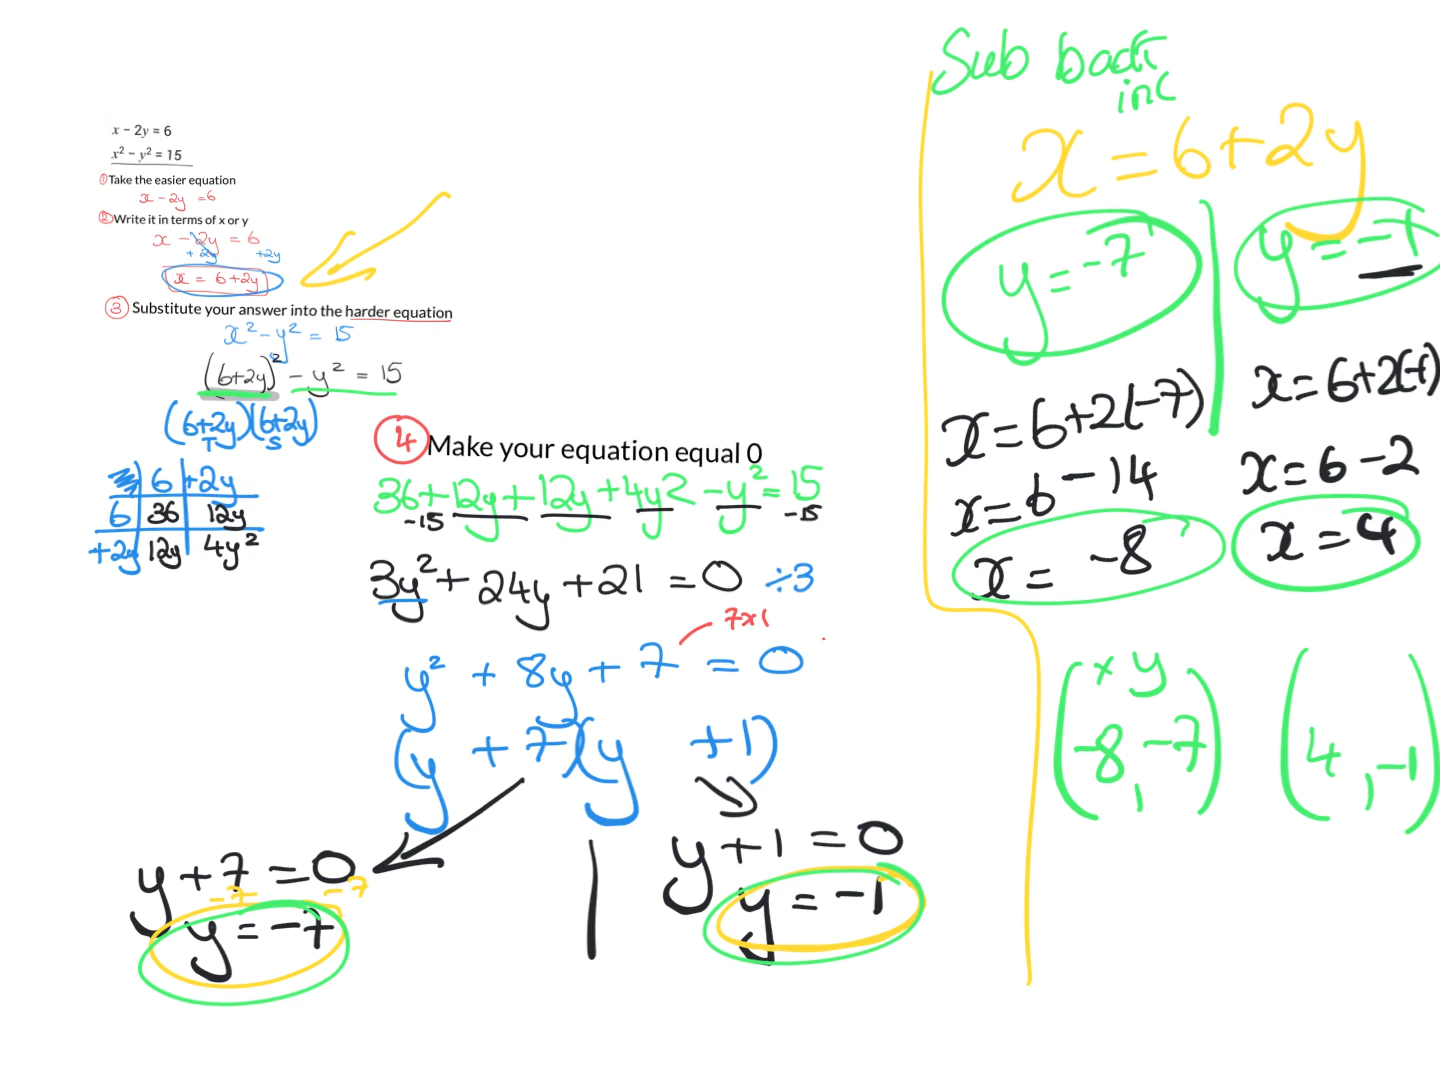 x - 2y = 6
x² - y² = 15
① Take the easier equation
x - 2y = 6
② Write it in terms of x or y
x - 2y = 6
+ 2y +2y
x = 6 + 2y
③ Substitute your answer into the harder equation
x² - y² = 15
(6+2y)² - y² = 15
(6+2y)(6+2y)
T S
6 +2y
6 36 12y
+2y 12y 4y²
④ Make your equation equal 0
36 + 12y + 12y + 4y² - y² = 15
-15 -15
3y² + 24y + 21 = 0 ÷3
7x1
y² + 8y + 7 = 0
(y + 7)(y + 1)
y + 7 = 0
-7 -7
y = -7
y + 1 = 0
y = -1
Sub back
x = 6 + 2y
y = -7
x = 6 + 2(-7)
x = 6 - 14
x = -8
y = -1
x = 6 + 2(-1)
x = 6 - 2
x = 4
x y
(-8, -7)
(4, -1)